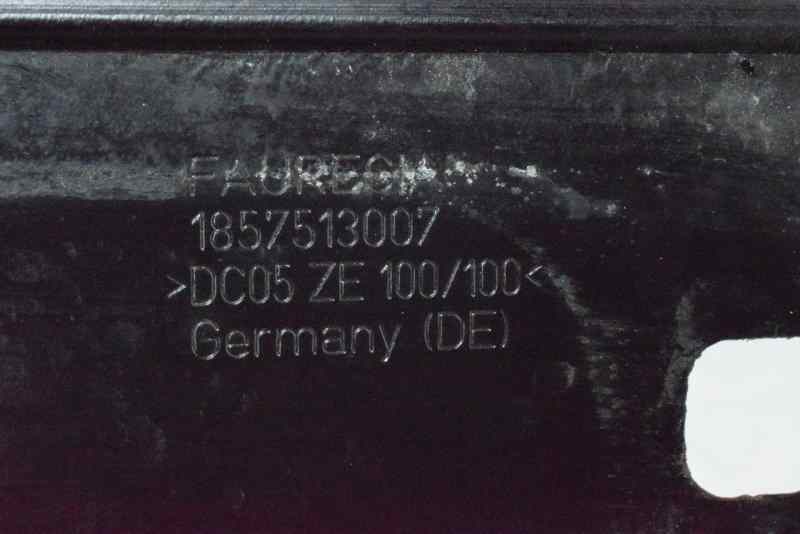 FAURECIA
1857513007
>DC05 ZE 100/100<
Germany (DE)